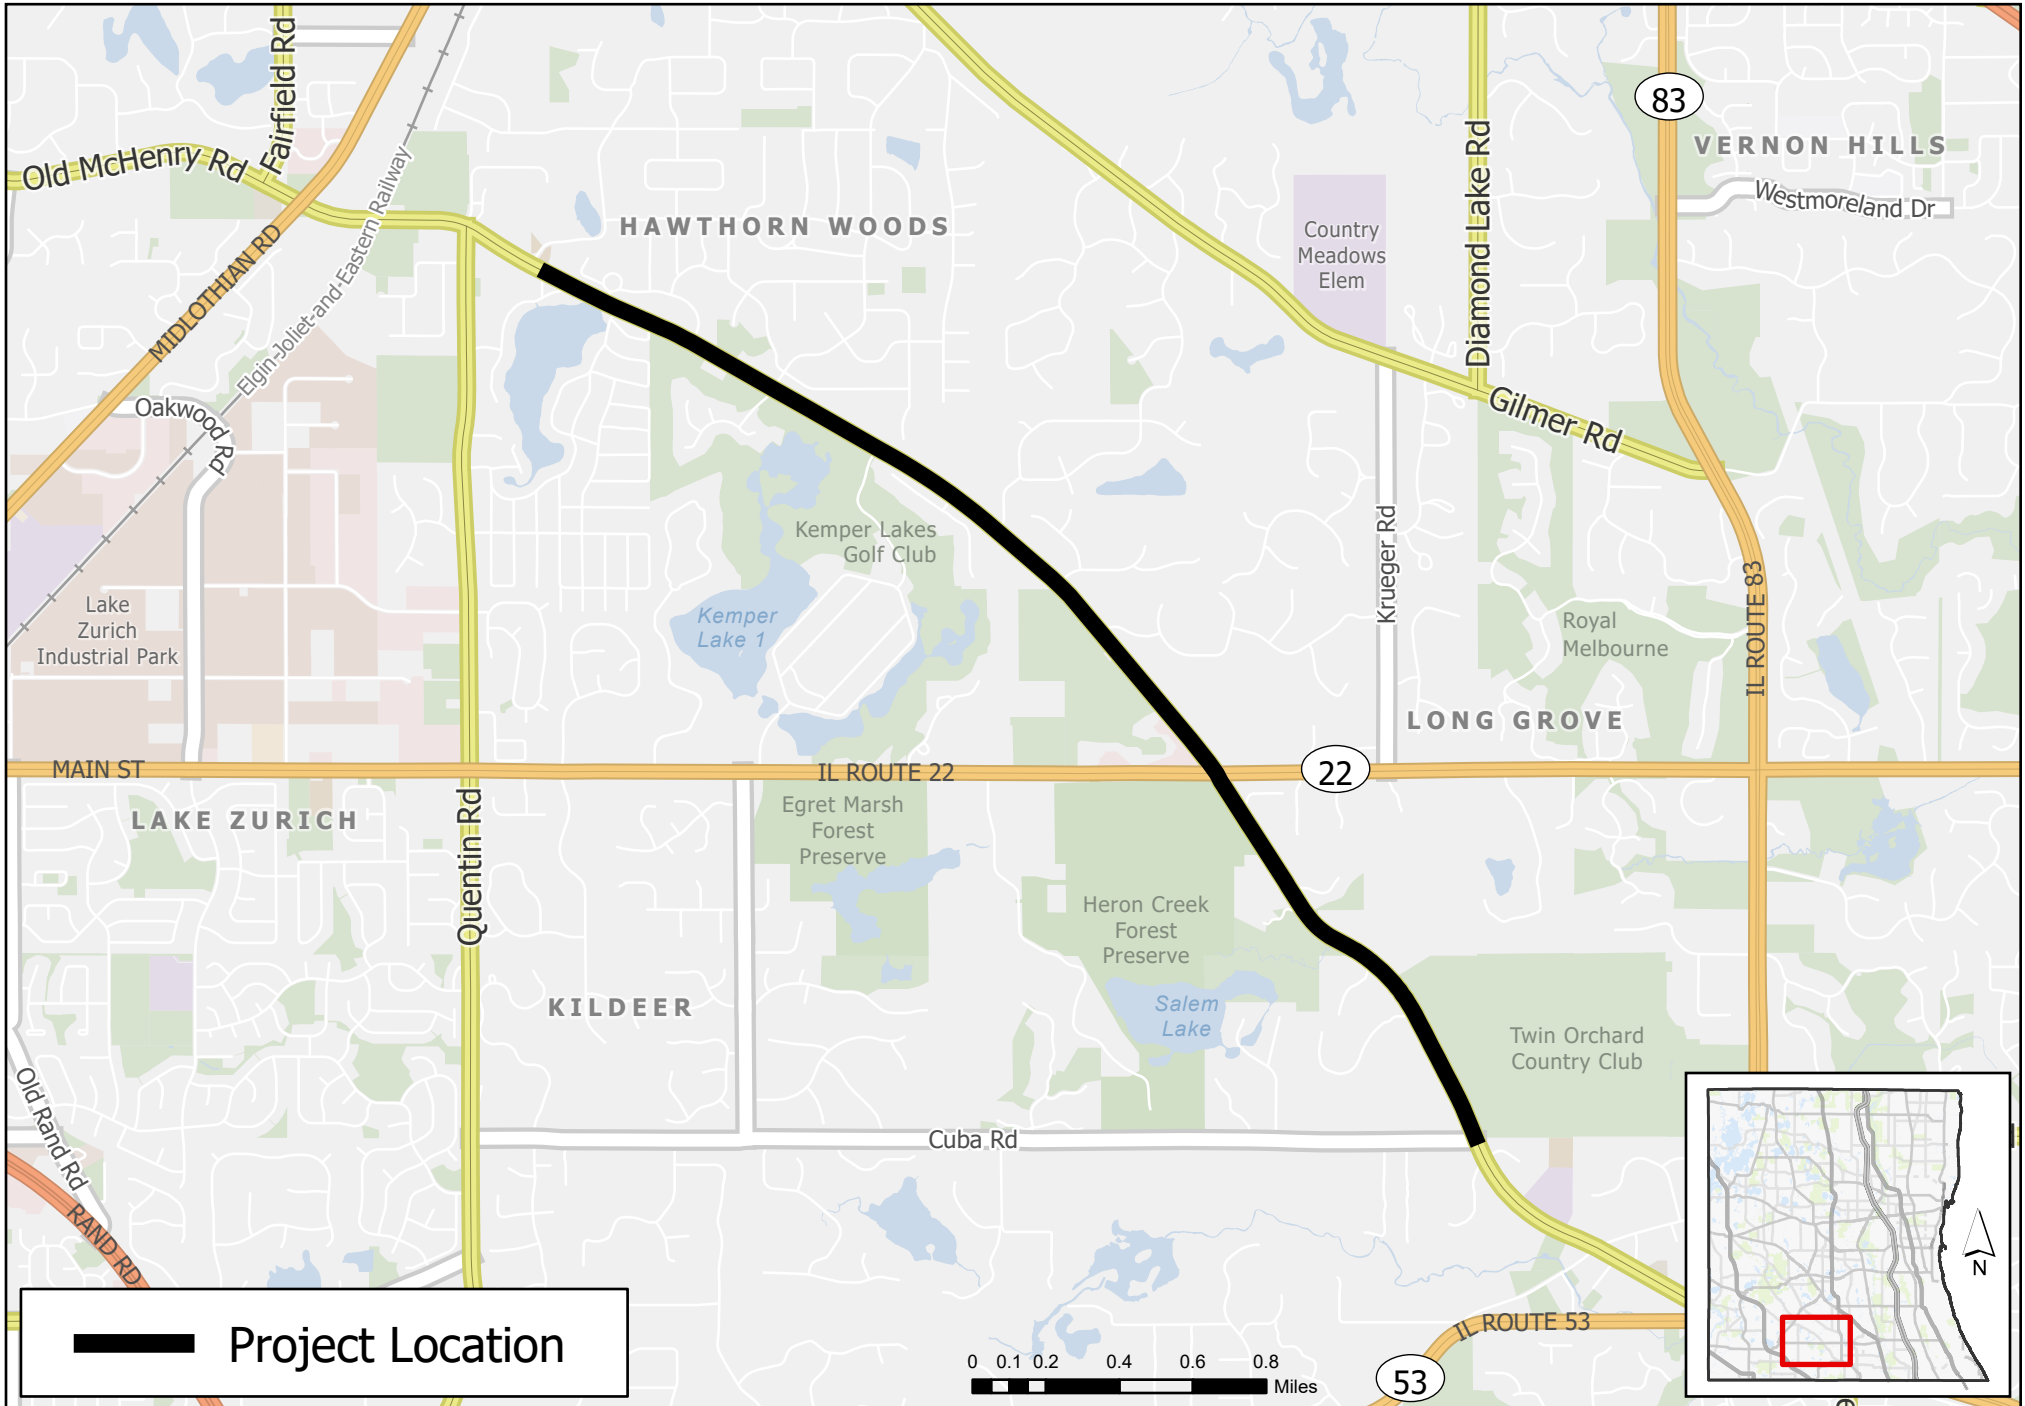 Fairfield Rd
Old McHenry Rd
83
VERNON HILLS
Westmoreland Dr
Diamond Lake Rd
Elgin-Joliet-and-Eastern Railway
HAWTHORN WOODS
Country
Meadows
Elem
MIDLOTHIAN RD
Oakwood Rd
Gilmer Rd
Kemper Lakes
Golf Club
Krueger Rd
Kemper
Lake 1
Lake
Zurich
Industrial Park
Royal
Melbourne
IL ROUTE 83
LONG GROVE
MAIN ST
IL ROUTE 22
22
LAKE ZURICH
Quentin Rd
Egret Marsh
Forest
Preserve
Heron Creek
Forest
Preserve
KILDEER
Salem
Lake
Twin Orchard
Country Club
Old Rand Rd
Cuba Rd
RAND RD
N
Project Location
IL ROUTE 53
53
0 0.1 0.2 0.4 0.6 0.8
Miles